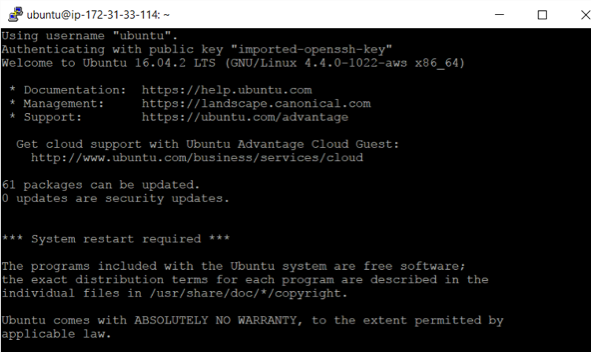 ubuntu@ip-172-31-33-114: ~
Using username "ubuntu".
Authenticating with public key "imported-openssh-key"
Welcome to Ubuntu 16.04.2 LTS (GNU/Linux 4.4.0-1022-aws x86_64)
* Documentation:  https://help.ubuntu.com
* Management:     https://landscape.canonical.com
* Support:        https://ubuntu.com/advantage
Get cloud support with Ubuntu Advantage Cloud Guest:
http://www.ubuntu.com/business/services/cloud
61 packages can be updated.
0 updates are security updates.
*** System restart required ***
The programs included with the Ubuntu system are free software;
the exact distribution terms for each program are described in the
individual files in /usr/share/doc/*/copyright.
Ubuntu comes with ABSOLUTELY NO WARRANTY, to the extent permitted by
applicable law.